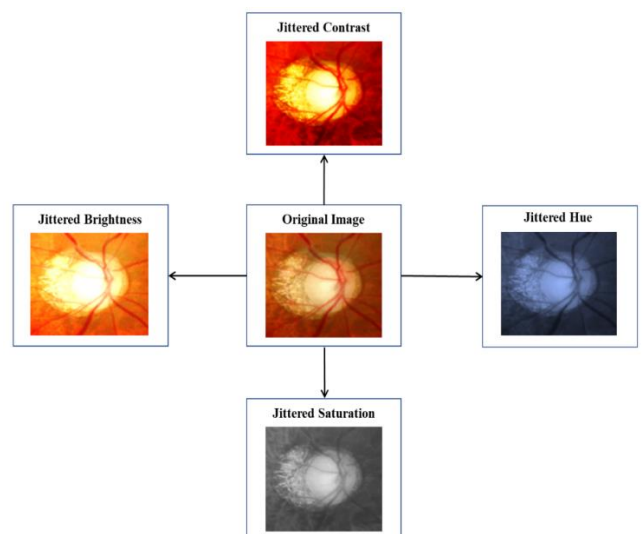 Jittered Contrast
Jittered Brightness
Original Image
Jittered Hue
Jittered Saturation